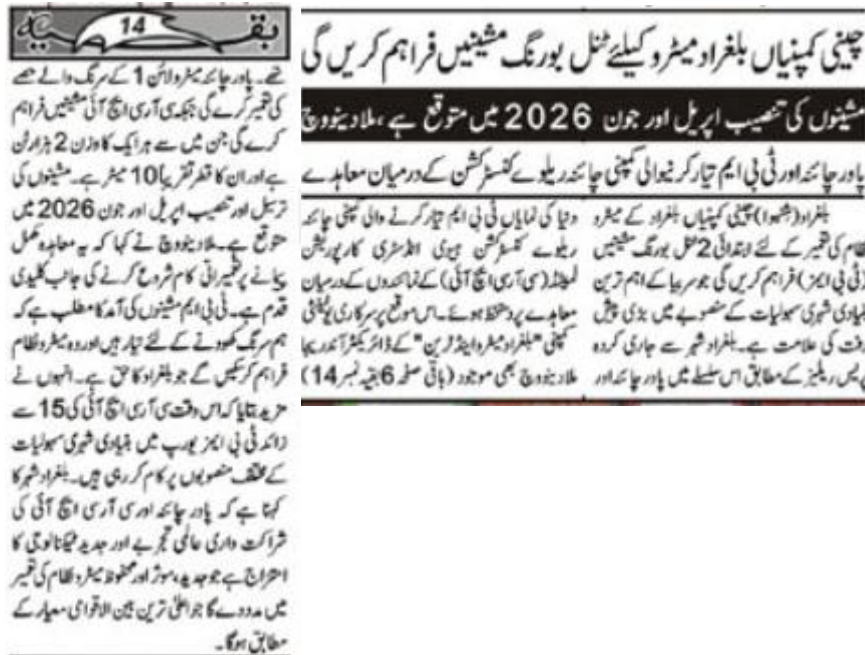 چینی کمپنیاں بلغراد میٹرو کیلئے ٹنل بورنگ مشینیں فراہم کریں گی
مشینوں کی تنصیب اپریل اور جون 2026 میں متوقع ہے، ملادینووچ
پاور چائنہ اور ٹی بی ایم تیار کرنیوالی کمپنی چائنہ ریلوے کنسٹرکشن کے درمیان معاہدے
بلغراد (شنہوا) چینی کمپنیاں بلغراد کے میٹرو
نظام کی تعمیر کے لئے ابتدائی 2 ٹنل بورنگ مشینیں
(ٹی بی ایمز) فراہم کریں گی جو سربیا کے اہم ترین
بنیادی شہری سہولیات کے منصوبے میں بڑی پیش
رفت کی علامت ہے۔ بلغراد شہر سے جاری کردہ
پریس ریلیز کے مطابق اس سلسلے میں پاور چائنہ اور
دنیا کی نمایاں ٹی بی ایم تیار کرنے والی کمپنی چائنہ
ریلوے کنسٹرکشن ہیوی انڈسٹری کارپوریشن
لمیٹڈ (سی آر سی ایچ آئی) کے نمائندوں کے درمیان
معاہدے پر دستخط ہوئے۔ اس موقع پر سرکاری یوٹیلٹی
کمپنی "بلغراد میٹرو اینڈ ٹرین" کے ڈائریکٹر آندریجا
ملادینووچ بھی موجود (باقی صفحہ 6 بقیہ نمبر 14)
بقیہ 14
تھے۔ پاور چائنہ میٹرو لائن 1 کے سرنگ والے حصے
کی تعمیر کرے گی جبکہ سی آر سی ایچ آئی مشینیں فراہم
کرے گی جن میں سے ہر ایک کا وزن 2 ہزار ٹن
ہے اور ان کا قطر تقریباً 10 میٹر ہے۔ مشینوں کی
ترسیل اور تنصیب اپریل اور جون 2026 میں
متوقع ہے۔ ملادینووچ نے کہا کہ یہ معاہدہ مکمل
پیمانے پر تعمیراتی کام شروع کرنے کی جانب کلیدی
قدم ہے۔ ٹی بی ایم مشینوں کی آمد کا مطلب ہے کہ
ہم سرنگ کھودنے کے لئے تیار ہیں اور وہ میٹرو نظام
فراہم کر سکیں گے جو بلغراد کا حق ہے۔ انہوں نے
مزید بتایا کہ اس وقت سی آر سی ایچ آئی کی 15 سے
زائد ٹی بی ایمز یورپ میں بنیادی شہری سہولیات
کے مختلف منصوبوں پر کام کر رہی ہیں۔ بلغراد شہر کا
کہنا ہے کہ پاور چائنہ اور سی آر سی ایچ آئی کی
شراکت داری عالمی تجربے اور جدید ٹیکنالوجی کا
امتزاج ہے جو جدید، موثر اور محفوظ میٹرو نظام کی تعمیر
میں مدد دے گا جو اعلیٰ ترین بین الاقوامی معیار کے
مطابق ہوگا۔